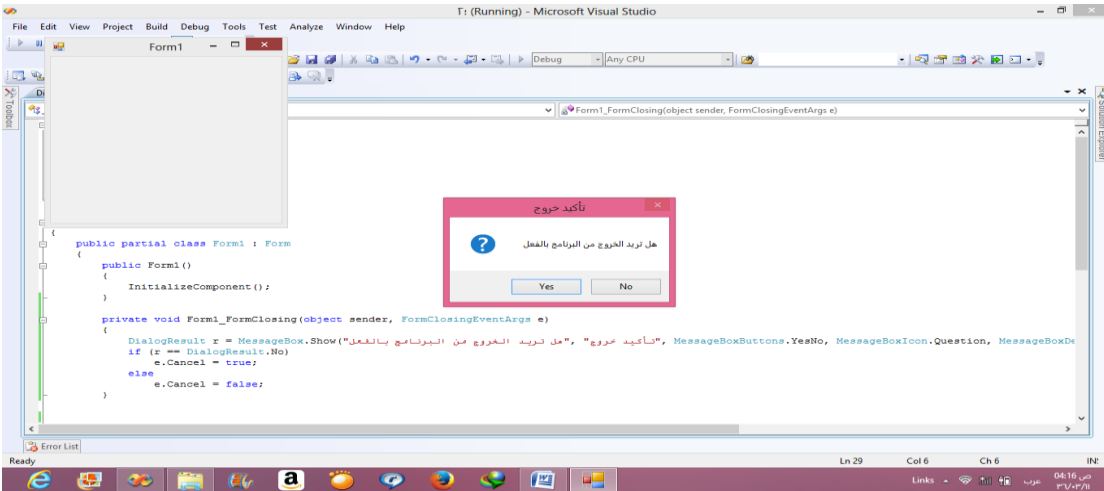 (Running) - Microsoft Visual Studio
File Edit View Project Build Debug Tools Test Analyze Window Help
Form1
Debug
Any CPU
Toolbox
Form1_FormClosing(object sender, FormClosingEventArgs e)
Solution Explorer
{
public partial class Form1 : Form
{
public Form1()
{
InitializeComponent();
}
private void Form1_FormClosing(object sender, FormClosingEventArgs e)
{
DialogResult r = MessageBox.Show("هل تريد الخروج من البرنامج بالفعل", "تأكيد خروج", MessageBoxButtons.YesNo, MessageBoxIcon.Question, MessageBoxDe
if (r == DialogResult.No)
e.Cancel = true;
else
e.Cancel = false;
}
تأكيد خروج
هل تريد الخروج من البرنامج بالفعل
Yes No
Error List
Ready
Ln 29 Col 6 Ch 6
Links
عرب
04:16 ص